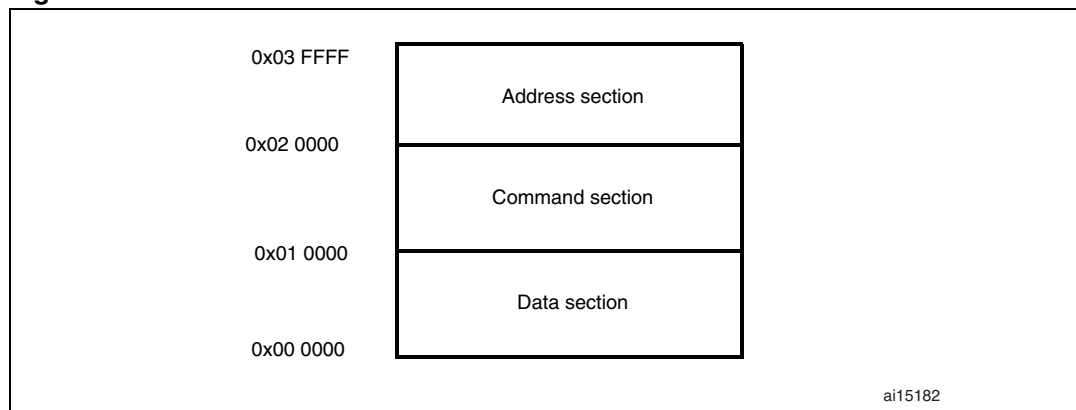 0x03 FFFF
Address section
0x02 0000
Command section
0x01 0000
Data section
0x00 0000
ai15182